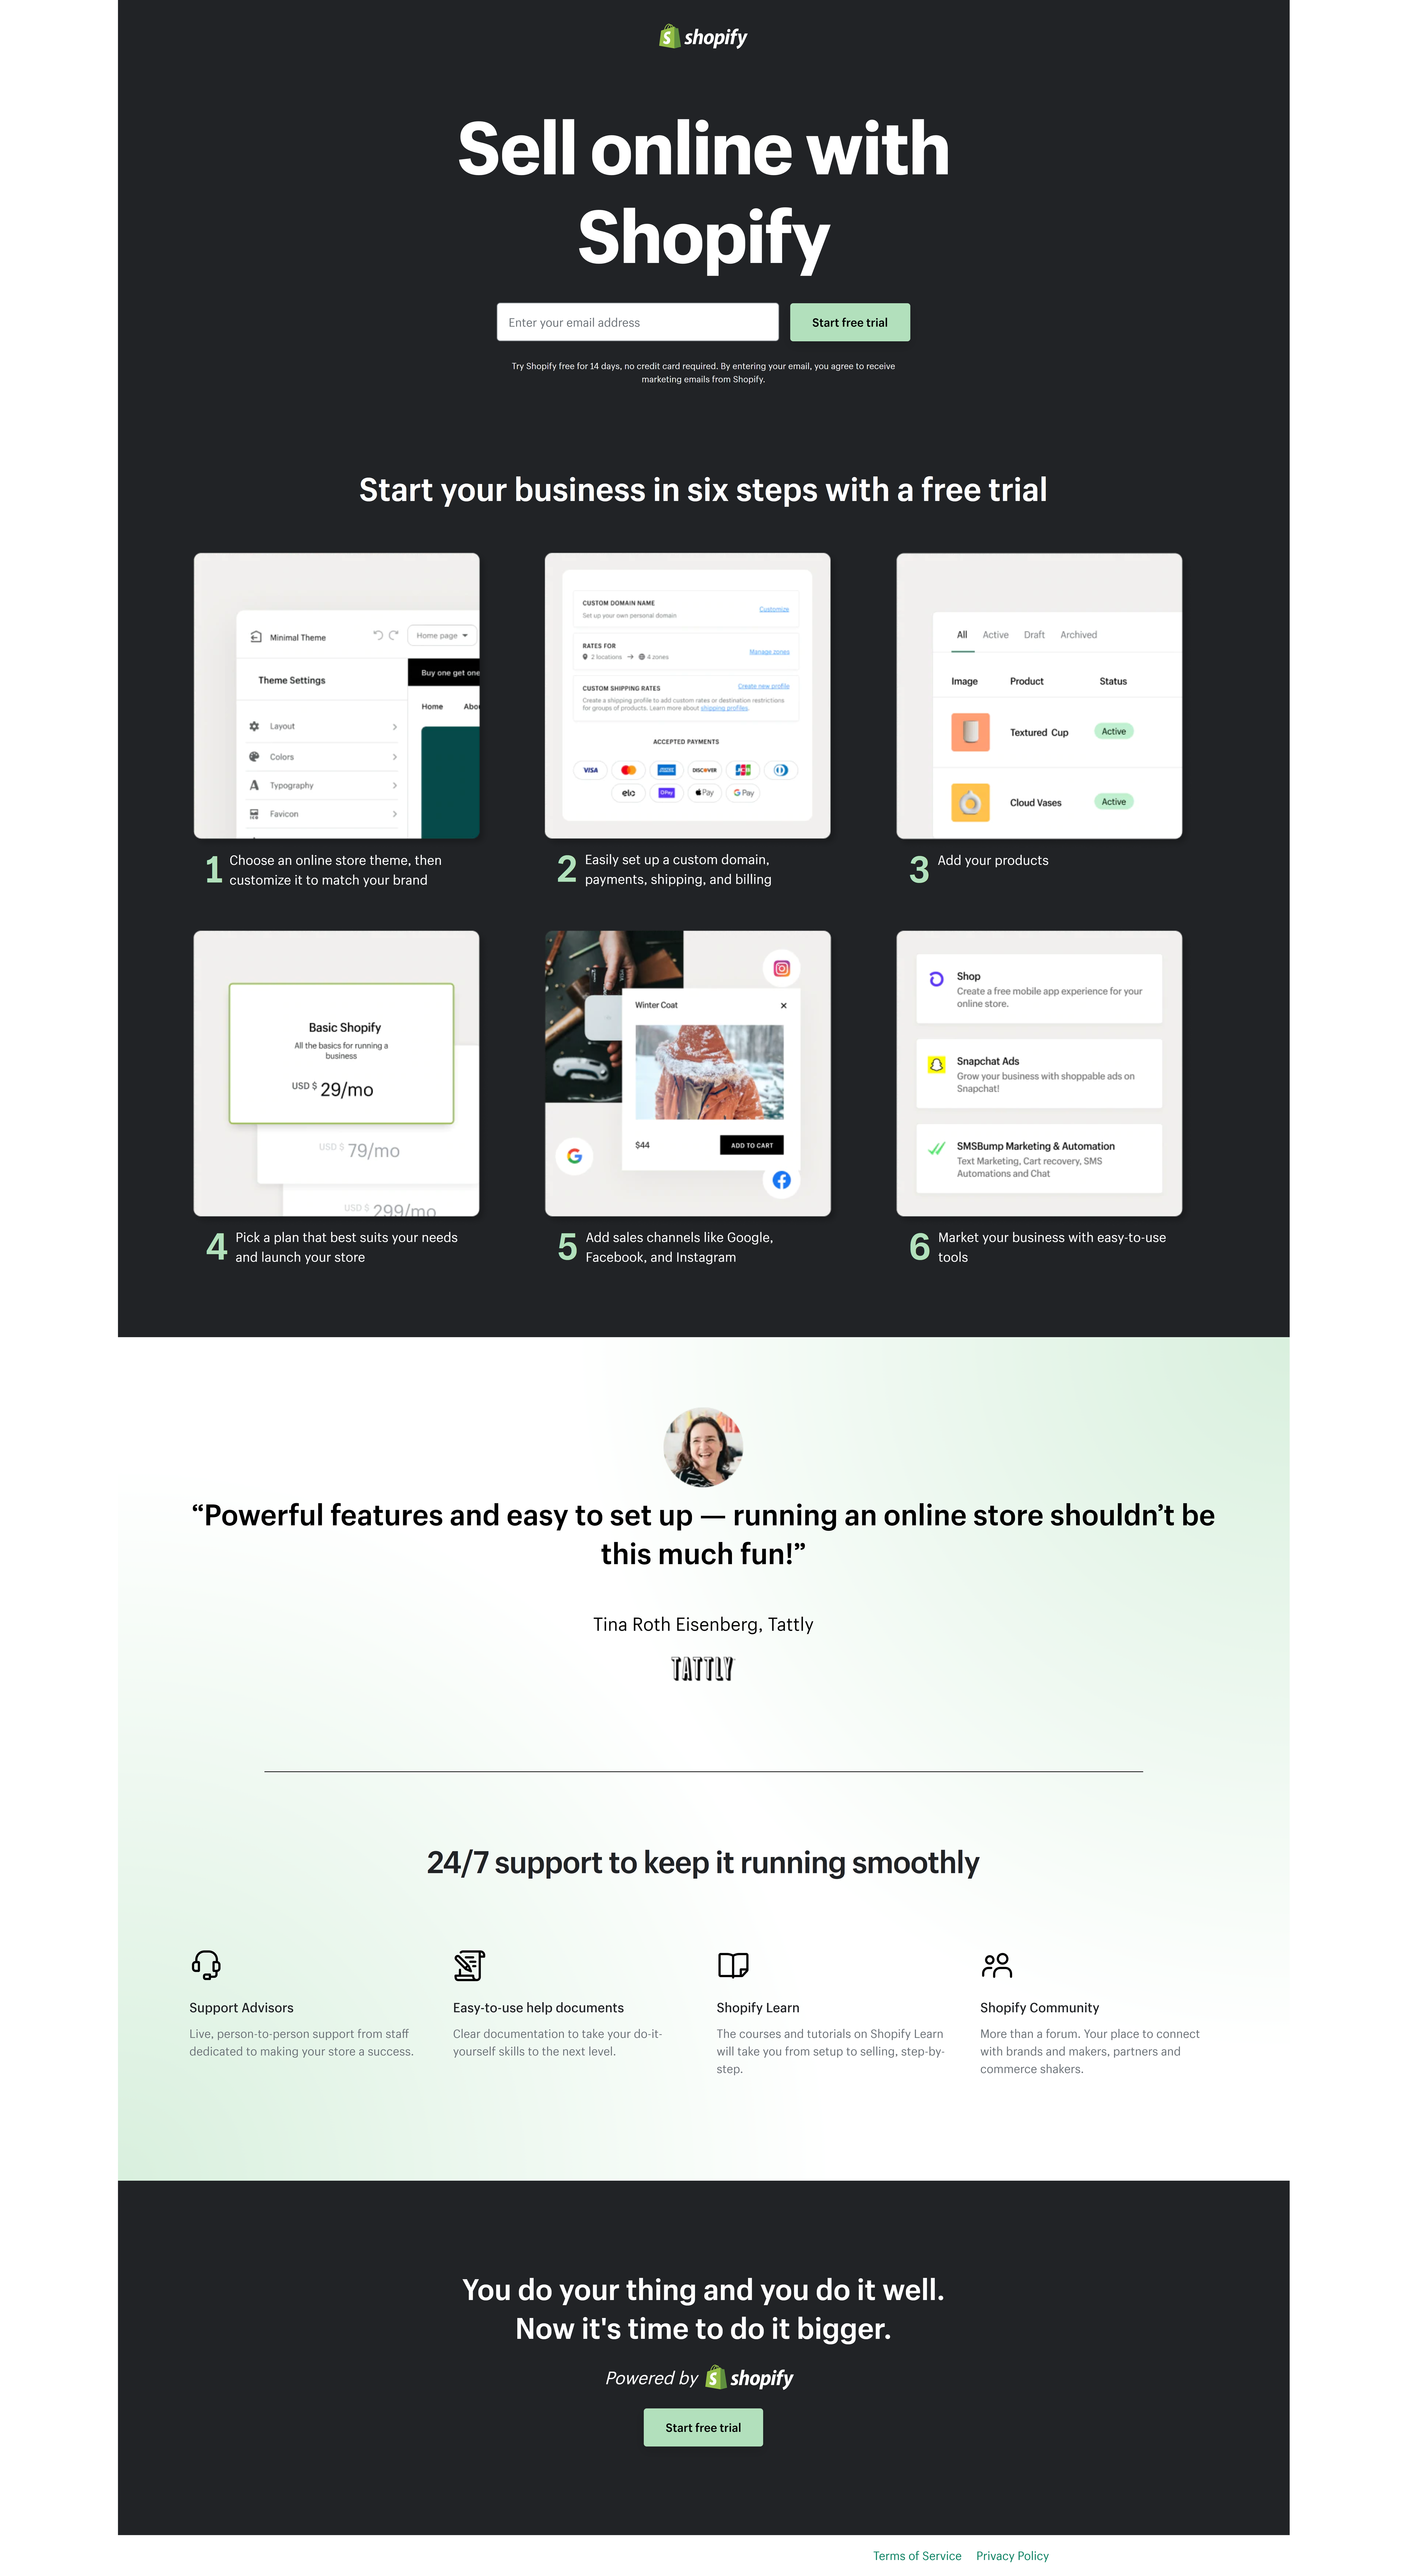 shopify
Sell online with
Shopify
Enter your email address
Start free trial
Try Shopify free for 14 days, no credit card required. By entering your email, you agree to receive
marketing emails from Shopify.
Start your business in six steps with a free trial
Minimal Theme
Home page
Theme Settings
Buy one get one
Home Abou
Layout
Colors
Typography
Favicon
1 Choose an online store theme, then
customize it to match your brand
CUSTOM DOMAIN NAME
Set up your own personal domain
Customize
RATES FOR
2 locations → 4 zones
Manage zones
CUSTOM SHIPPING RATES
Create new profile
Create a shipping profile to add custom rates or destination restrictions
for groups of products. Learn more about shipping profiles.
ACCEPTED PAYMENTS
VISA
DISCOVER
JCB
elo
Pay
Pay
G Pay
2 Easily set up a custom domain,
payments, shipping, and billing
All Active Draft Archived
Image Product Status
Textured Cup Active
Cloud Vases Active
3 Add your products
Basic Shopify
All the basics for running a
business
USD $ 29/mo
USD $ 79/mo
USD $ 299/mo
4 Pick a plan that best suits your needs
and launch your store
Winter Coat
$44
ADD TO CART
5 Add sales channels like Google,
Facebook, and Instagram
Shop
Create a free mobile app experience for your
online store.
Snapchat Ads
Grow your business with shoppable ads on
Snapchat!
SMSBump Marketing & Automation
Text Marketing, Cart recovery, SMS
Automations and Chat
6 Market your business with easy-to-use
tools
“Powerful features and easy to set up — running an online store shouldn’t be
this much fun!”
Tina Roth Eisenberg, Tattly
TATTLY
24/7 support to keep it running smoothly
Support Advisors
Live, person-to-person support from staff
dedicated to making your store a success.
Easy-to-use help documents
Clear documentation to take your do-it-
yourself skills to the next level.
Shopify Learn
The courses and tutorials on Shopify Learn
will take you from setup to selling, step-by-
step.
Shopify Community
More than a forum. Your place to connect
with brands and makers, partners and
commerce shakers.
You do your thing and you do it well.
Now it's time to do it bigger.
Powered by shopify
Start free trial
Terms of Service Privacy Policy